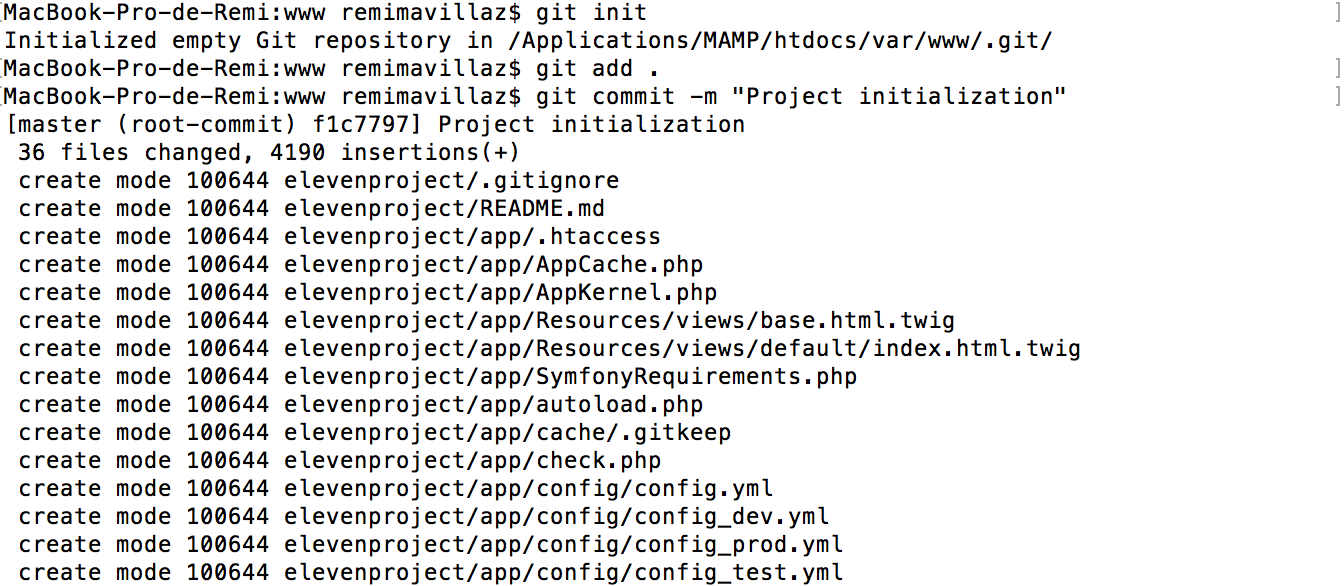 [MacBook-Pro-de-Remi:www remimavillaz$ git init ]
Initialized empty Git repository in /Applications/MAMP/htdocs/var/www/.git/
[MacBook-Pro-de-Remi:www remimavillaz$ git add . ]
[MacBook-Pro-de-Remi:www remimavillaz$ git commit -m "Project initialization" ]
[master (root-commit) f1c7797] Project initialization
 36 files changed, 4190 insertions(+)
 create mode 100644 elevenproject/.gitignore
 create mode 100644 elevenproject/README.md
 create mode 100644 elevenproject/app/.htaccess
 create mode 100644 elevenproject/app/AppCache.php
 create mode 100644 elevenproject/app/AppKernel.php
 create mode 100644 elevenproject/app/Resources/views/base.html.twig
 create mode 100644 elevenproject/app/Resources/views/default/index.html.twig
 create mode 100644 elevenproject/app/SymfonyRequirements.php
 create mode 100644 elevenproject/app/autoload.php
 create mode 100644 elevenproject/app/cache/.gitkeep
 create mode 100644 elevenproject/app/check.php
 create mode 100644 elevenproject/app/config/config.yml
 create mode 100644 elevenproject/app/config/config_dev.yml
 create mode 100644 elevenproject/app/config/config_prod.yml
 create mode 100644 elevenproject/app/config/config_test.yml